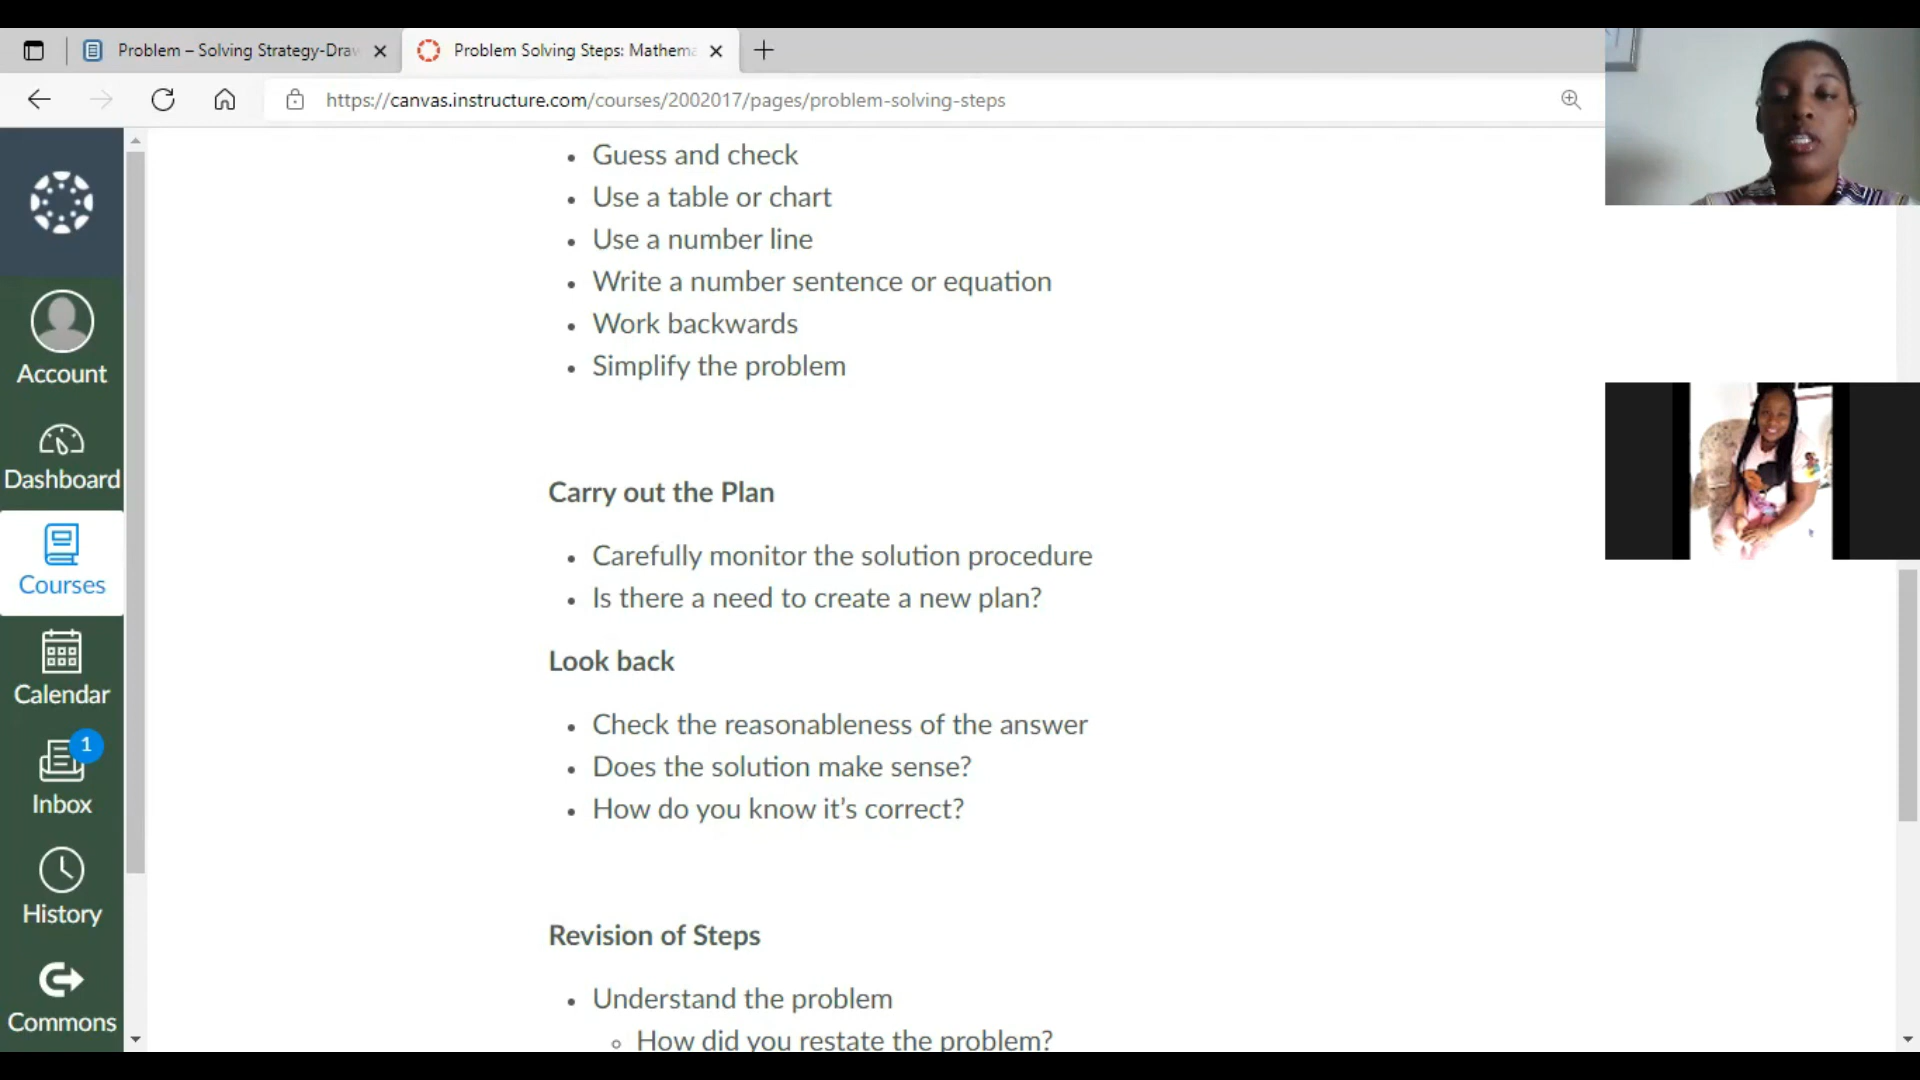 Problem – Solving Strategy-Draw
Problem Solving Steps: Mathema
https://canvas.instructure.com/courses/2002017/pages/problem-solving-steps
Account
Dashboard
Courses
Calendar
1
Inbox
History
Commons
Guess and check
Use a table or chart
Use a number line
Write a number sentence or equation
Work backwards
Simplify the problem
Carry out the Plan
Carefully monitor the solution procedure
Is there a need to create a new plan?
Look back
Check the reasonableness of the answer
Does the solution make sense?
How do you know it's correct?
Revision of Steps
Understand the problem
How did you restate the problem?